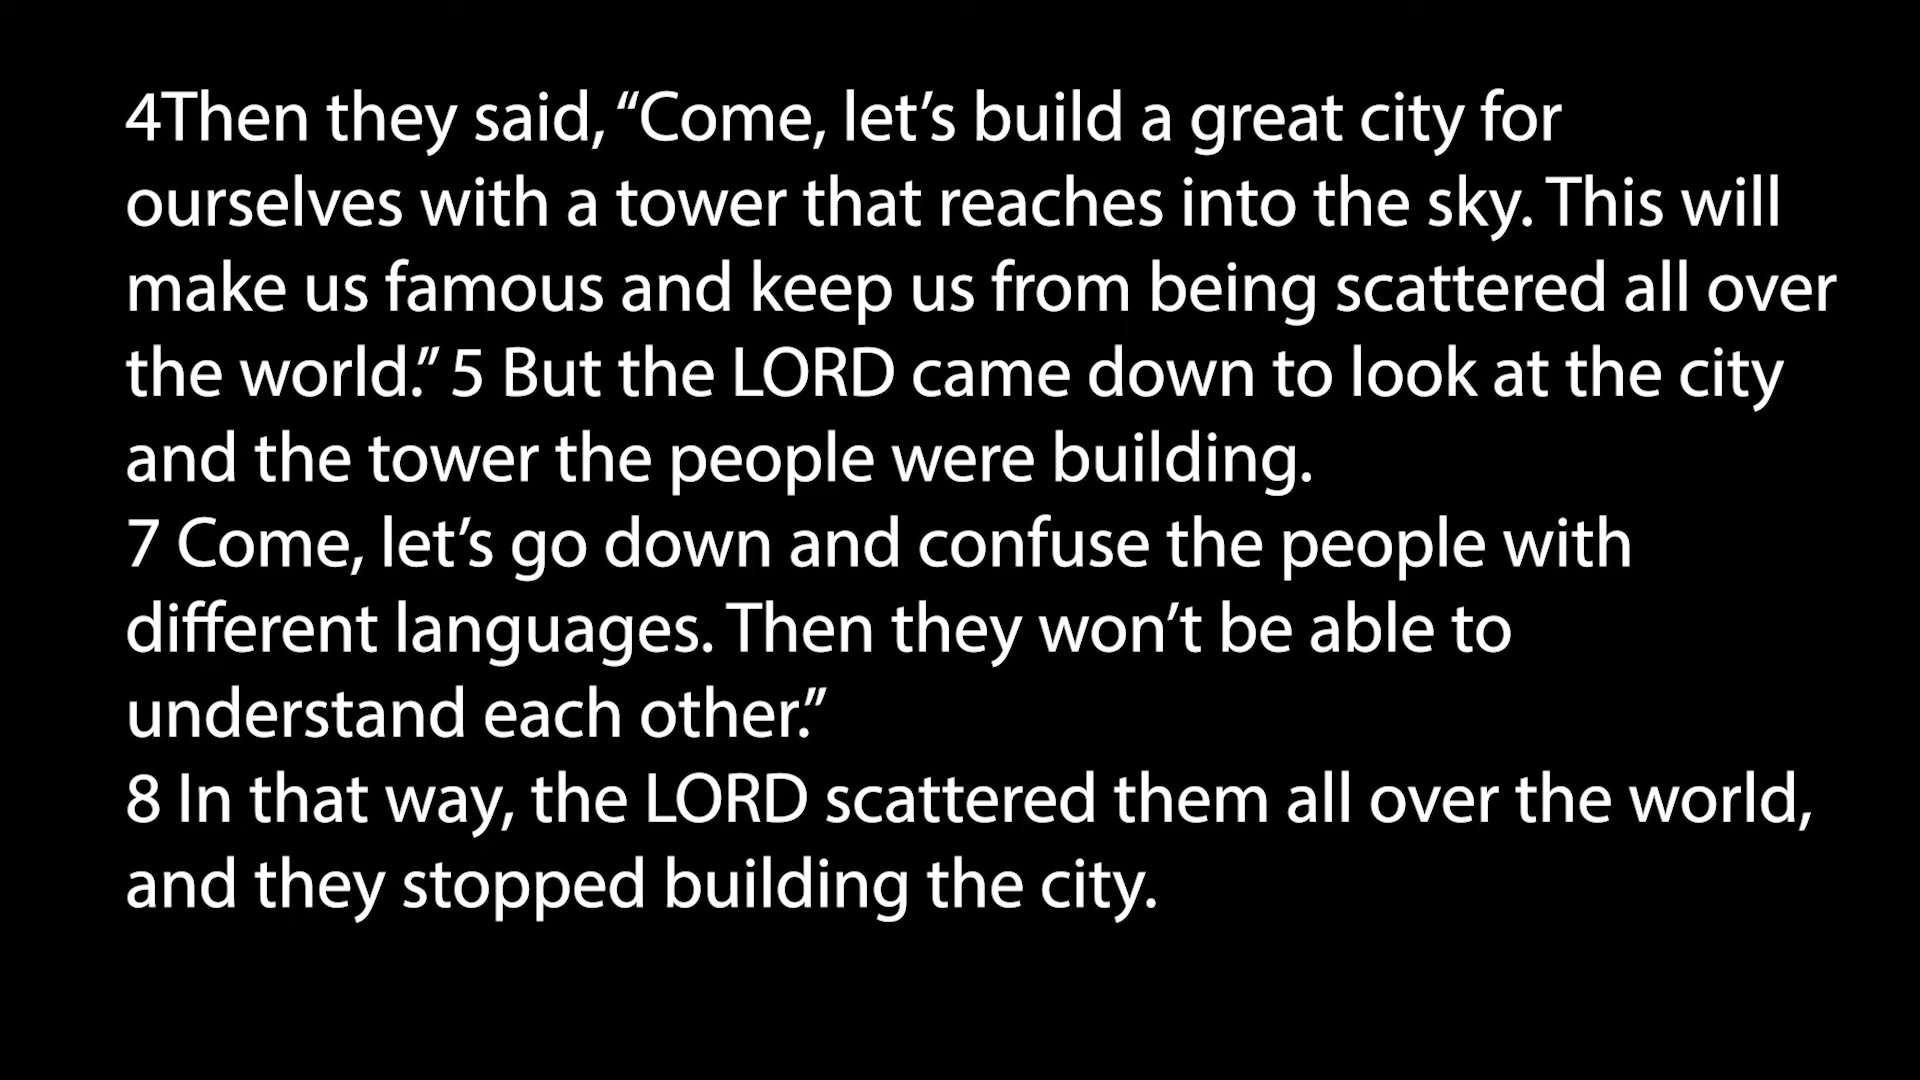 4Then they said, “Come, let’s build a great city for
ourselves with a tower that reaches into the sky. This will
make us famous and keep us from being scattered all over
the world.” 5 But the LORD came down to look at the city
and the tower the people were building.
7 Come, let’s go down and confuse the people with
different languages. Then they won’t be able to
understand each other.”
8 In that way, the LORD scattered them all over the world,
and they stopped building the city.